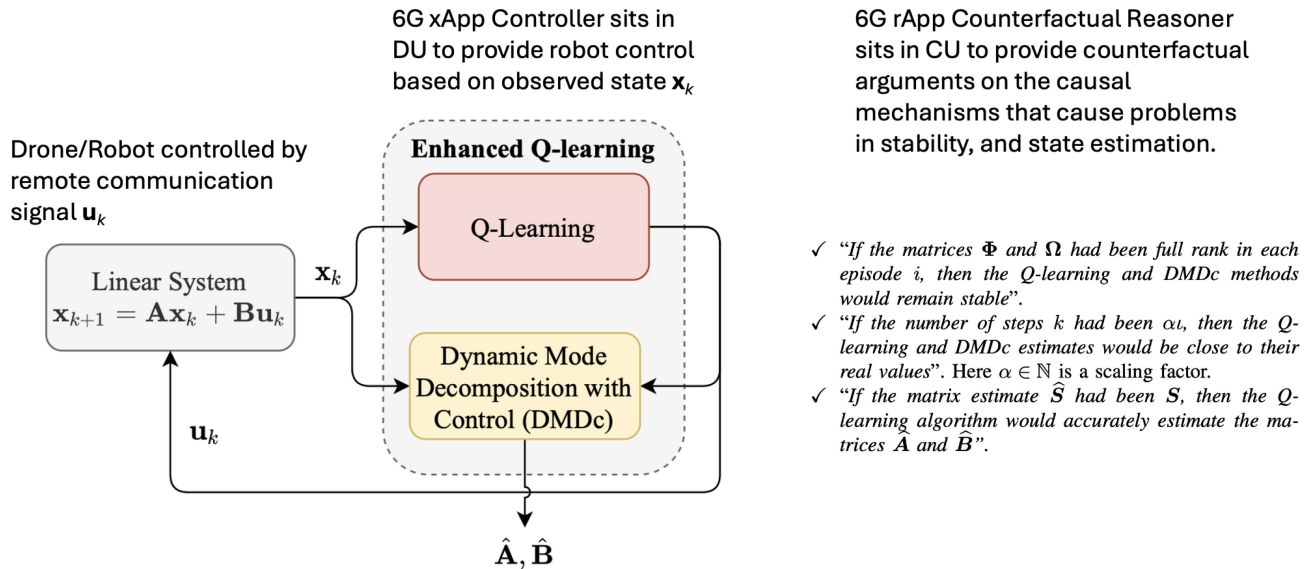 6G xApp Controller sits in
DU to provide robot control
based on observed state 𝐱ₖ
6G rApp Counterfactual Reasoner
sits in CU to provide counterfactual
arguments on the causal
mechanisms that cause problems
in stability, and state estimation.
Drone/Robot controlled by
remote communication
signal 𝐮ₖ
Enhanced Q-learning
Q-Learning
Linear System
𝐱ₖ₊₁ = 𝐀𝐱ₖ + 𝐁𝐮ₖ
𝐱ₖ
Dynamic Mode
Decomposition with
Control (DMDc)
𝐮ₖ
Â, B̂
✓ “If the matrices Φ and Ω had been full rank in each
episode i, then the Q-learning and DMDc methods
would remain stable”.
✓ “If the number of steps k had been αι, then the Q-
learning and DMDc estimates would be close to their
real values”. Here α ∈ ℕ is a scaling factor.
✓ “If the matrix estimate Ŝ had been S, then the Q-
learning algorithm would accurately estimate the ma-
trices Â and B̂”.